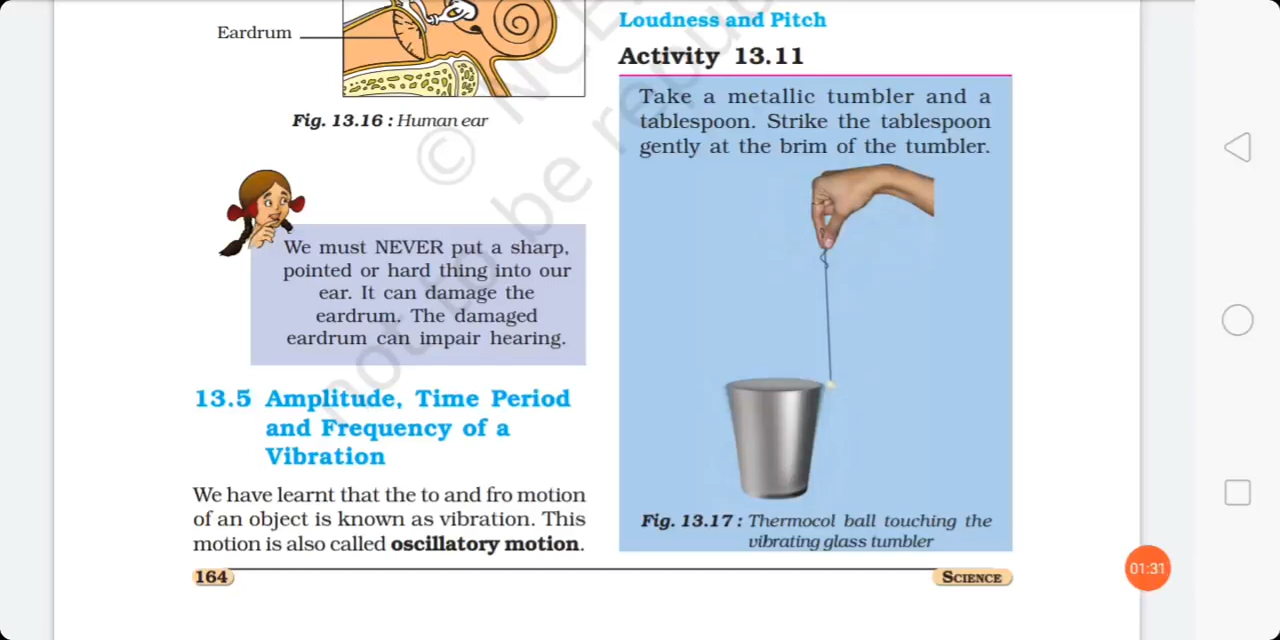 Eardrum
Fig. 13.16 : Human ear
We must NEVER put a sharp,
pointed or hard thing into our
ear. It can damage the
eardrum. The damaged
eardrum can impair hearing.
13.5 Amplitude, Time Period
and Frequency of a
Vibration
We have learnt that the to and fro motion
of an object is known as vibration. This
motion is also called oscillatory motion.
164
Loudness and Pitch
Activity 13.11
Take a metallic tumbler and a
tablespoon. Strike the tablespoon
gently at the brim of the tumbler.
Fig. 13.17 : Thermocol ball touching the
vibrating glass tumbler
SCIENCE
01:31
© NC
not to be repu